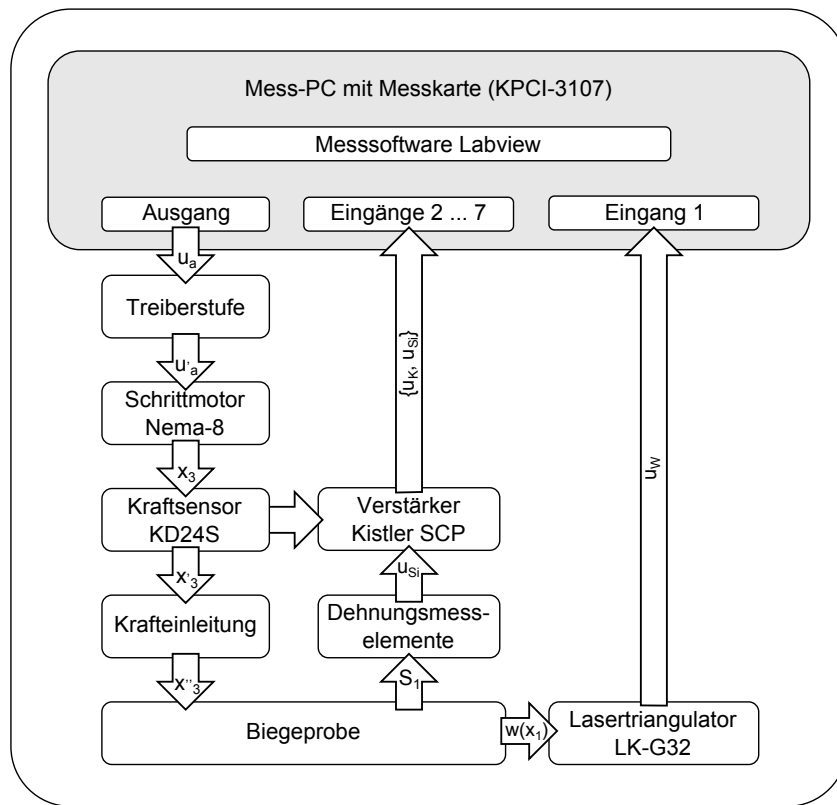 Mess-PC mit Messkarte (KPCI-3107)
Messsoftware Labview
Ausgang
Eingänge 2 ... 7
Eingang 1
u_a
Treiberstufe
u'_a
{u_K, u_Si}
u_W
Schrittmotor
Nema-8
x_3
Kraftsensor
KD24S
Verstärker
Kistler SCP
x'_3
u_Si
Krafteinleitung
Dehnungsmess-
elemente
x''_3
S_1
Biegeprobe
w(x_1)
Lasertriangulator
LK-G32